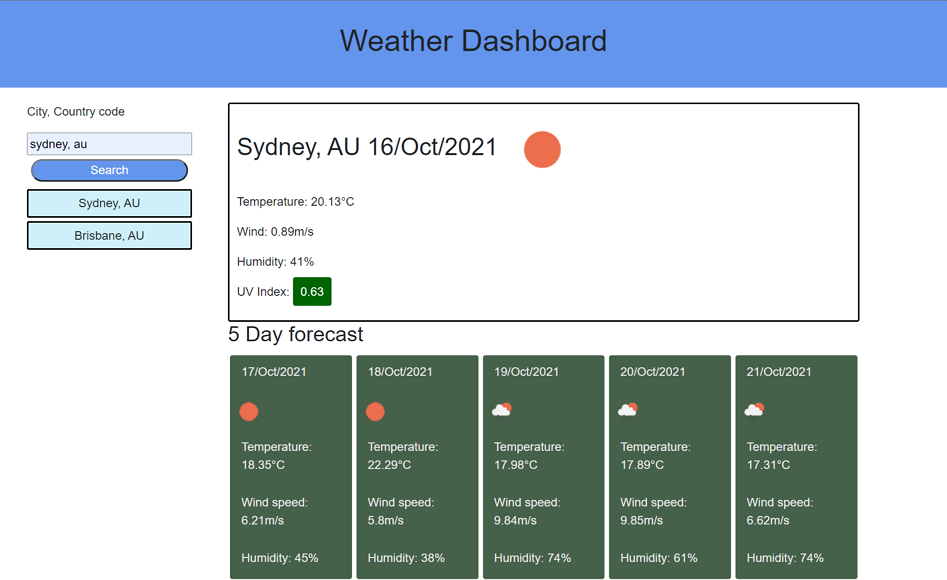 Weather Dashboard
City, Country code
sydney, au
Search
Sydney, AU
Brisbane, AU
Sydney, AU 16/Oct/2021
Temperature: 20.13°C
Wind: 0.89m/s
Humidity: 41%
UV Index: 0.63
5 Day forecast
17/Oct/2021
Temperature:
18.35°C
Wind speed:
6.21m/s
Humidity: 45%
18/Oct/2021
Temperature:
22.29°C
Wind speed:
5.8m/s
Humidity: 38%
19/Oct/2021
Temperature:
17.98°C
Wind speed:
9.84m/s
Humidity: 74%
20/Oct/2021
Temperature:
17.89°C
Wind speed:
9.85m/s
Humidity: 61%
21/Oct/2021
Temperature:
17.31°C
Wind speed:
6.62m/s
Humidity: 74%